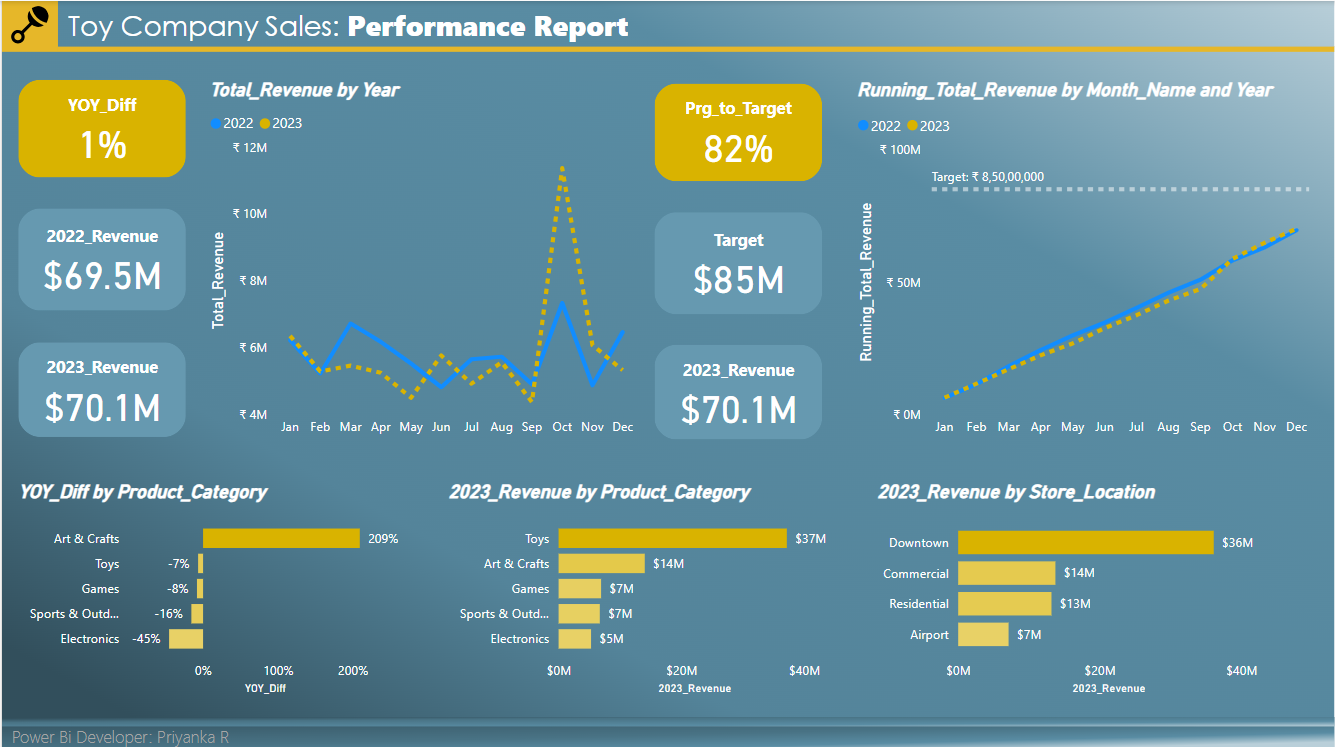 Toy Company Sales: Performance Report
YOY_Diff
1%
2022_Revenue
$69.5M
2023_Revenue
$70.1M
Total_Revenue by Year
2022 2023
₹ 12M
₹ 10M
₹ 8M
₹ 6M
₹ 4M
Total_Revenue
Jan Feb Mar Apr May Jun Jul Aug Sep Oct Nov Dec
Prg_to_Target
82%
Target
$85M
2023_Revenue
$70.1M
Running_Total_Revenue by Month_Name and Year
2022 2023
₹ 100M
Target: ₹ 8,50,00,000
₹ 50M
₹ 0M
Running_Total_Revenue
Jan Feb Mar Apr May Jun Jul Aug Sep Oct Nov Dec
YOY_Diff by Product_Category
Art & Crafts 209%
Toys -7%
Games -8%
Sports & Outd... -16%
Electronics -45%
0% 100% 200%
YOY_Diff
2023_Revenue by Product_Category
Toys $37M
Art & Crafts $14M
Games $7M
Sports & Outd... $7M
Electronics $5M
$0M $20M $40M
2023_Revenue
2023_Revenue by Store_Location
Downtown $36M
Commercial $14M
Residential $13M
Airport $7M
$0M $20M $40M
2023_Revenue
Power Bi Developer: Priyanka R